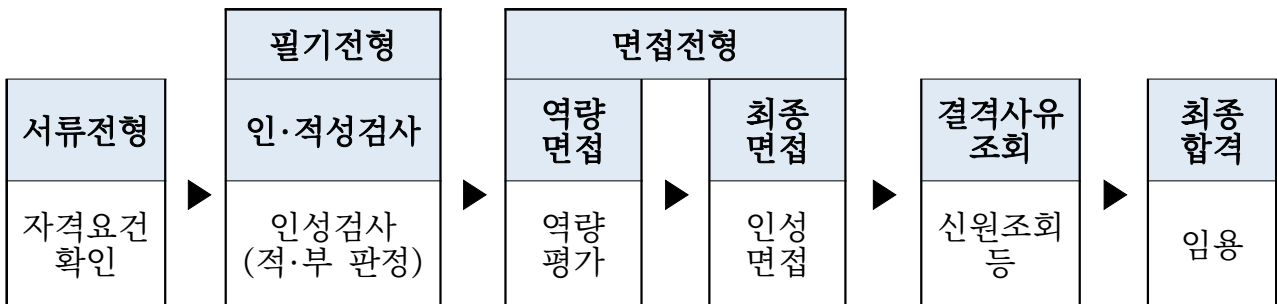 필기전형
면접전형
서류전형
인·적성검사
역량
면접
최종
면접
결격사유
조회
최종
합격
자격요건
확인
인성검사
(적·부 판정)
역량
평가
인성
면접
신원조회
등
임용